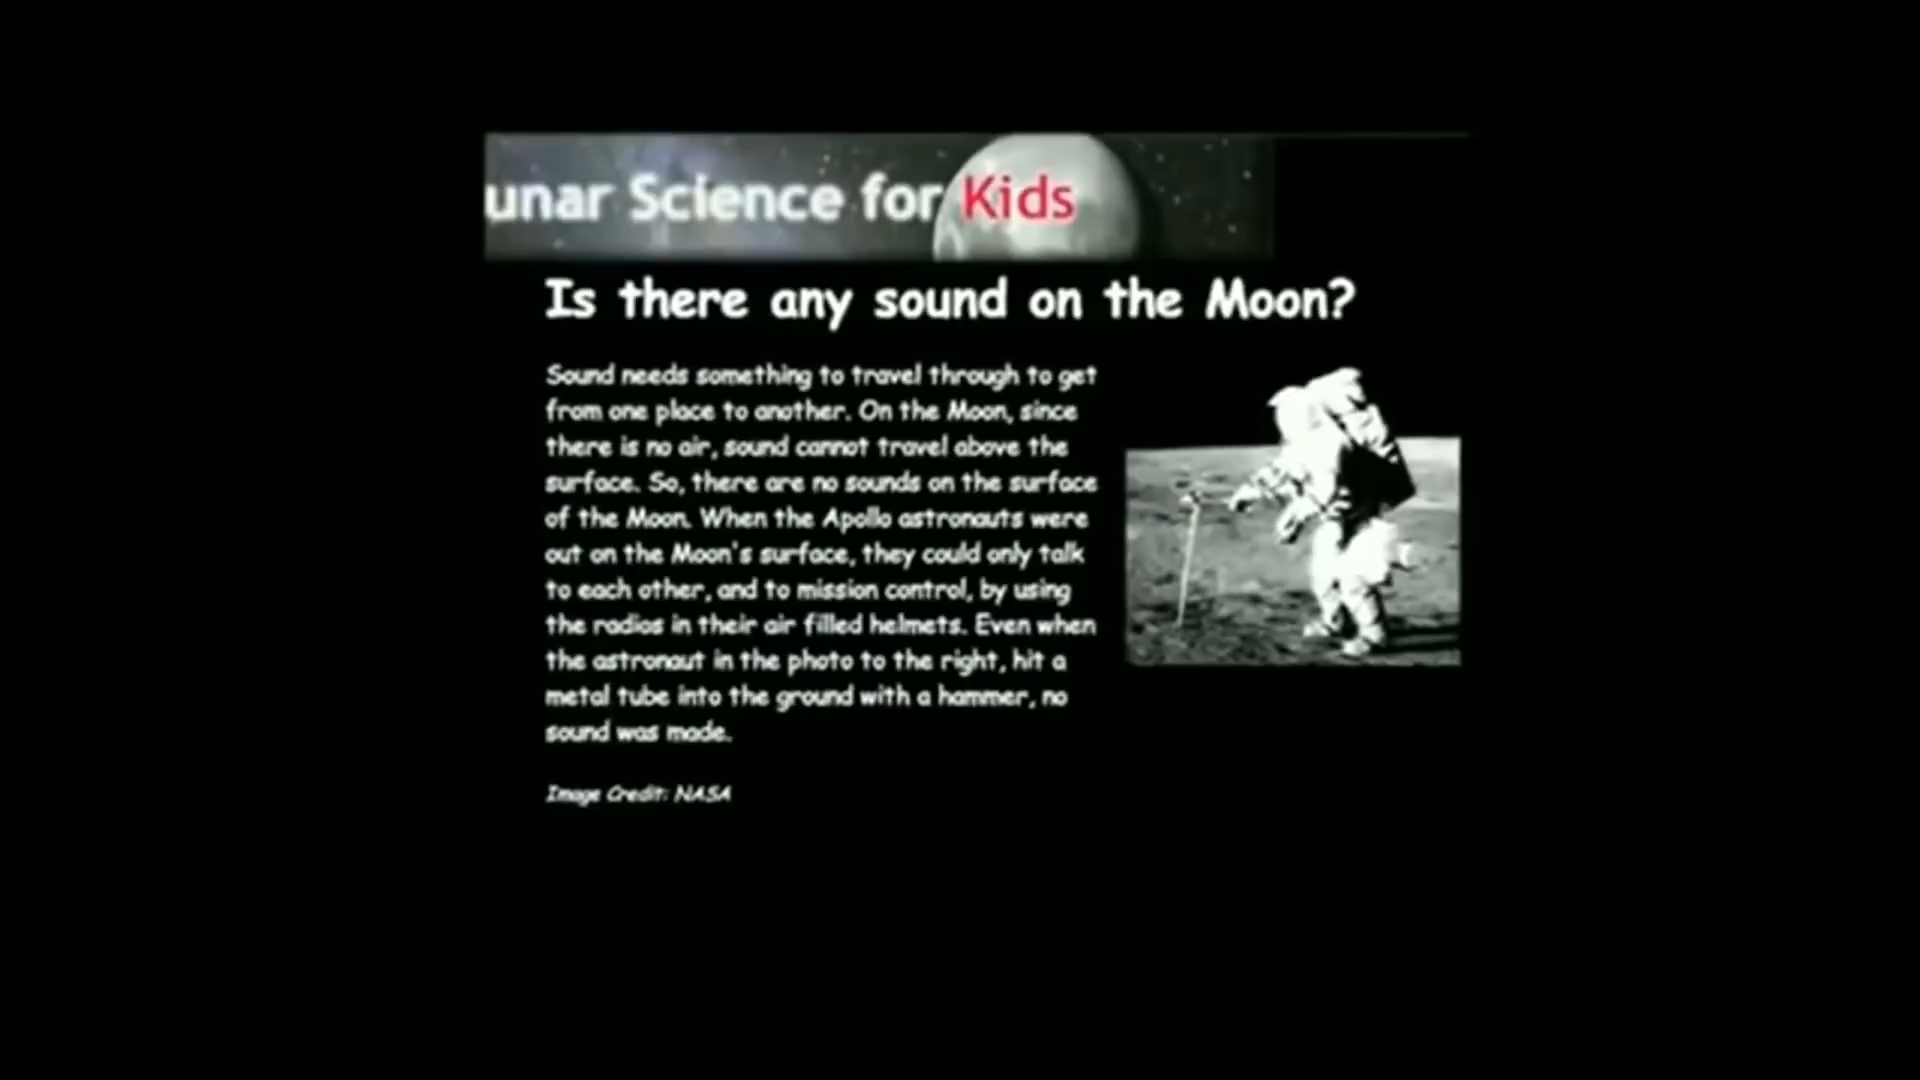 unar Science for Kids
Is there any sound on the Moon?
Sound needs something to travel through to get
from one place to another. On the Moon, since
there is no air, sound cannot travel above the
surface. So, there are no sounds on the surface
of the Moon. When the Apollo astronauts were
out on the Moon's surface, they could only talk
to each other, and to mission control, by using
the radios in their air filled helmets. Even when
the astronaut in the photo to the right, hit a
metal tube into the ground with a hammer, no
sound was made.
Image Credit: NASA